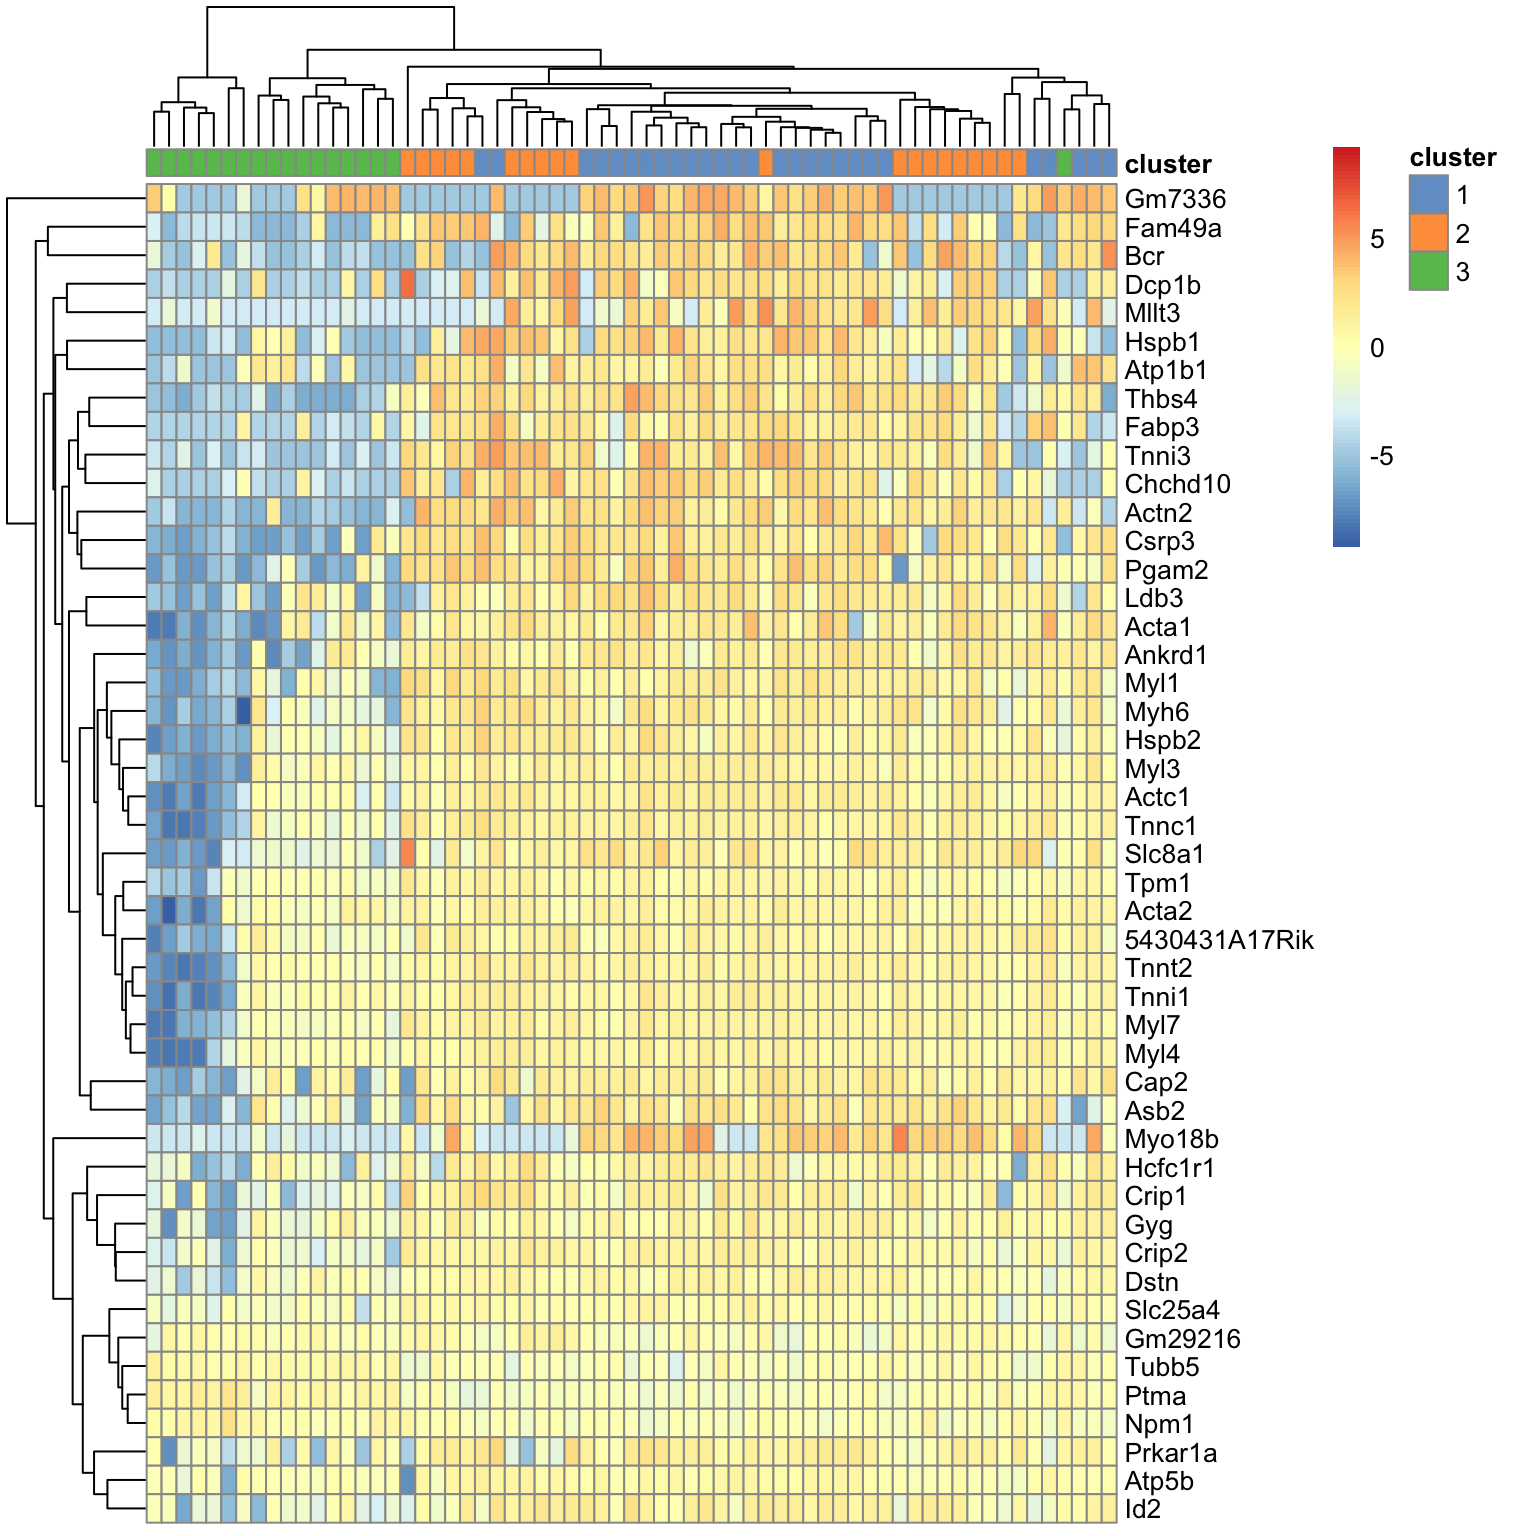 cluster
Gm7336
Fam49a
Bcr
Dcp1b
Mllt3
Hspb1
Atp1b1
Thbs4
Fabp3
Tnni3
Chchd10
Actn2
Csrp3
Pgam2
Ldb3
Acta1
Ankrd1
Myl1
Myh6
Hspb2
Myl3
Actc1
Tnnc1
Slc8a1
Tpm1
Acta2
5430431A17Rik
Tnnt2
Tnni1
Myl7
Myl4
Cap2
Asb2
Myo18b
Hcfc1r1
Crip1
Gyg
Crip2
Dstn
Slc25a4
Gm29216
Tubb5
Ptma
Npm1
Prkar1a
Atp5b
Id2
5
0
-5
cluster
1
2
3